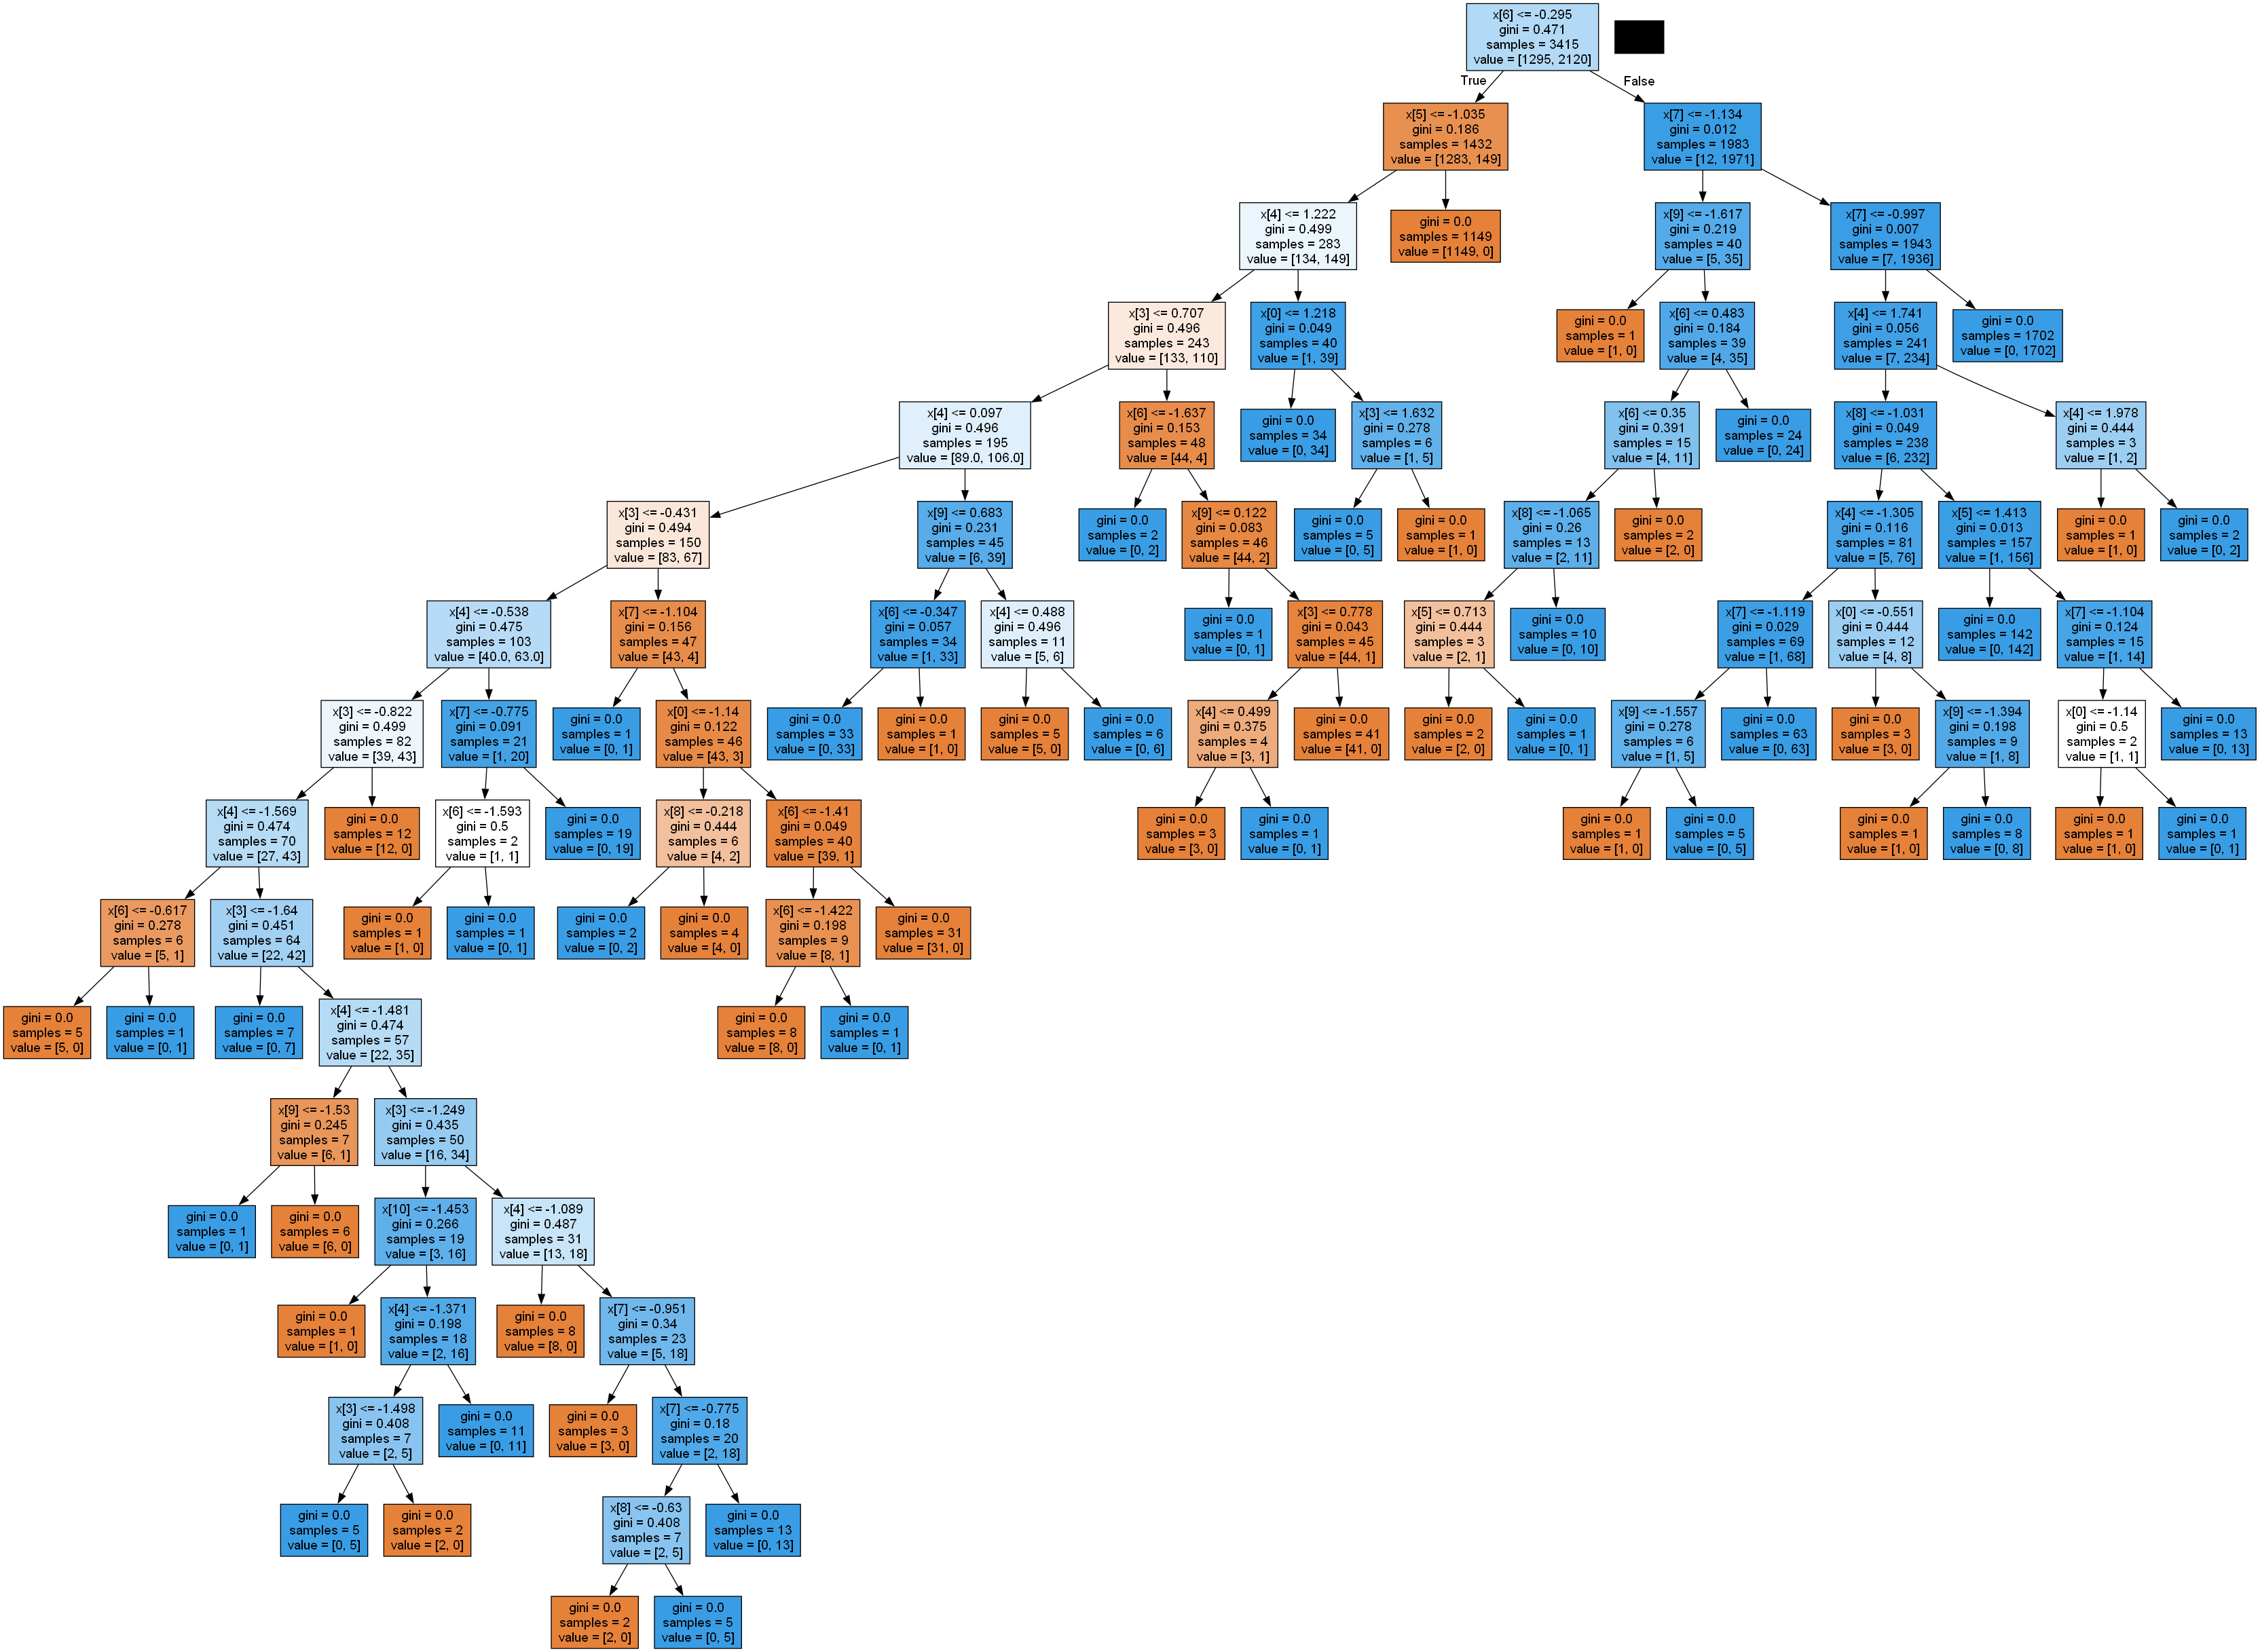 x[6] <= -0.295
gini = 0.471
samples = 3415
value = [1295, 2120]
True
False
x[5] <= -1.035
gini = 0.186
samples = 1432
value = [1283, 149]
x[7] <= -1.134
gini = 0.012
samples = 1983
value = [12, 1971]
x[4] <= 1.222
gini = 0.499
samples = 283
value = [134, 149]
gini = 0.0
samples = 1149
value = [1149, 0]
x[9] <= -1.617
gini = 0.219
samples = 40
value = [5, 35]
x[7] <= -0.997
gini = 0.007
samples = 1943
value = [7, 1936]
x[3] <= 0.707
gini = 0.496
samples = 243
value = [133, 110]
x[0] <= 1.218
gini = 0.049
samples = 40
value = [1, 39]
gini = 0.0
samples = 1
value = [1, 0]
x[6] <= 0.483
gini = 0.184
samples = 39
value = [4, 35]
x[4] <= 1.741
gini = 0.056
samples = 241
value = [7, 234]
gini = 0.0
samples = 1702
value = [0, 1702]
x[4] <= 0.097
gini = 0.496
samples = 195
value = [89.0, 106.0]
x[6] <= -1.637
gini = 0.153
samples = 48
value = [44, 4]
gini = 0.0
samples = 34
value = [0, 34]
x[3] <= 1.632
gini = 0.278
samples = 6
value = [1, 5]
x[6] <= 0.35
gini = 0.391
samples = 15
value = [4, 11]
gini = 0.0
samples = 24
value = [0, 24]
x[8] <= -1.031
gini = 0.049
samples = 238
value = [6, 232]
x[4] <= 1.978
gini = 0.444
samples = 3
value = [1, 2]
x[3] <= -0.431
gini = 0.494
samples = 150
value = [83, 67]
x[9] <= 0.683
gini = 0.231
samples = 45
value = [6, 39]
gini = 0.0
samples = 2
value = [0, 2]
x[9] <= 0.122
gini = 0.083
samples = 46
value = [44, 2]
gini = 0.0
samples = 5
value = [0, 5]
gini = 0.0
samples = 1
value = [1, 0]
x[8] <= -1.065
gini = 0.26
samples = 13
value = [2, 11]
gini = 0.0
samples = 2
value = [2, 0]
x[4] <= -1.305
gini = 0.116
samples = 81
value = [5, 76]
x[5] <= 1.413
gini = 0.013
samples = 157
value = [1, 156]
gini = 0.0
samples = 1
value = [1, 0]
gini = 0.0
samples = 2
value = [0, 2]
x[4] <= -0.538
gini = 0.475
samples = 103
value = [40.0, 63.0]
x[7] <= -1.104
gini = 0.156
samples = 47
value = [43, 4]
x[6] <= -0.347
gini = 0.057
samples = 34
value = [1, 33]
x[4] <= 0.488
gini = 0.496
samples = 11
value = [5, 6]
gini = 0.0
samples = 1
value = [0, 1]
x[3] <= 0.778
gini = 0.043
samples = 45
value = [44, 1]
x[5] <= 0.713
gini = 0.444
samples = 3
value = [2, 1]
gini = 0.0
samples = 10
value = [0, 10]
x[7] <= -1.119
gini = 0.029
samples = 69
value = [1, 68]
x[0] <= -0.551
gini = 0.444
samples = 12
value = [4, 8]
gini = 0.0
samples = 142
value = [0, 142]
x[7] <= -1.104
gini = 0.124
samples = 15
value = [1, 14]
x[3] <= -0.822
gini = 0.499
samples = 82
value = [39, 43]
x[7] <= -0.775
gini = 0.091
samples = 21
value = [1, 20]
gini = 0.0
samples = 1
value = [0, 1]
x[0] <= -1.14
gini = 0.122
samples = 46
value = [43, 3]
gini = 0.0
samples = 33
value = [0, 33]
gini = 0.0
samples = 1
value = [1, 0]
gini = 0.0
samples = 5
value = [5, 0]
gini = 0.0
samples = 6
value = [0, 6]
x[4] <= 0.499
gini = 0.375
samples = 4
value = [3, 1]
gini = 0.0
samples = 41
value = [41, 0]
gini = 0.0
samples = 2
value = [2, 0]
gini = 0.0
samples = 1
value = [0, 1]
x[9] <= -1.557
gini = 0.278
samples = 6
value = [1, 5]
gini = 0.0
samples = 63
value = [0, 63]
gini = 0.0
samples = 3
value = [3, 0]
x[9] <= -1.394
gini = 0.198
samples = 9
value = [1, 8]
x[0] <= -1.14
gini = 0.5
samples = 2
value = [1, 1]
gini = 0.0
samples = 13
value = [0, 13]
x[4] <= -1.569
gini = 0.474
samples = 70
value = [27, 43]
gini = 0.0
samples = 12
value = [12, 0]
x[6] <= -1.593
gini = 0.5
samples = 2
value = [1, 1]
gini = 0.0
samples = 19
value = [0, 19]
x[8] <= -0.218
gini = 0.444
samples = 6
value = [4, 2]
x[6] <= -1.41
gini = 0.049
samples = 40
value = [39, 1]
gini = 0.0
samples = 3
value = [3, 0]
gini = 0.0
samples = 1
value = [0, 1]
gini = 0.0
samples = 1
value = [1, 0]
gini = 0.0
samples = 5
value = [0, 5]
gini = 0.0
samples = 1
value = [1, 0]
gini = 0.0
samples = 8
value = [0, 8]
gini = 0.0
samples = 1
value = [1, 0]
gini = 0.0
samples = 1
value = [0, 1]
x[6] <= -0.617
gini = 0.278
samples = 6
value = [5, 1]
x[3] <= -1.64
gini = 0.451
samples = 64
value = [22, 42]
gini = 0.0
samples = 1
value = [1, 0]
gini = 0.0
samples = 1
value = [0, 1]
gini = 0.0
samples = 2
value = [0, 2]
gini = 0.0
samples = 4
value = [4, 0]
x[6] <= -1.422
gini = 0.198
samples = 9
value = [8, 1]
gini = 0.0
samples = 31
value = [31, 0]
gini = 0.0
samples = 5
value = [5, 0]
gini = 0.0
samples = 1
value = [0, 1]
gini = 0.0
samples = 7
value = [0, 7]
x[4] <= -1.481
gini = 0.474
samples = 57
value = [22, 35]
gini = 0.0
samples = 8
value = [8, 0]
gini = 0.0
samples = 1
value = [0, 1]
x[9] <= -1.53
gini = 0.245
samples = 7
value = [6, 1]
x[3] <= -1.249
gini = 0.435
samples = 50
value = [16, 34]
gini = 0.0
samples = 1
value = [0, 1]
gini = 0.0
samples = 6
value = [6, 0]
x[10] <= -1.453
gini = 0.266
samples = 19
value = [3, 16]
x[4] <= -1.089
gini = 0.487
samples = 31
value = [13, 18]
gini = 0.0
samples = 1
value = [1, 0]
x[4] <= -1.371
gini = 0.198
samples = 18
value = [2, 16]
gini = 0.0
samples = 8
value = [8, 0]
x[7] <= -0.951
gini = 0.34
samples = 23
value = [5, 18]
x[3] <= -1.498
gini = 0.408
samples = 7
value = [2, 5]
gini = 0.0
samples = 11
value = [0, 11]
gini = 0.0
samples = 3
value = [3, 0]
x[7] <= -0.775
gini = 0.18
samples = 20
value = [2, 18]
gini = 0.0
samples = 5
value = [0, 5]
gini = 0.0
samples = 2
value = [2, 0]
x[8] <= -0.63
gini = 0.408
samples = 7
value = [2, 5]
gini = 0.0
samples = 13
value = [0, 13]
gini = 0.0
samples = 2
value = [2, 0]
gini = 0.0
samples = 5
value = [0, 5]